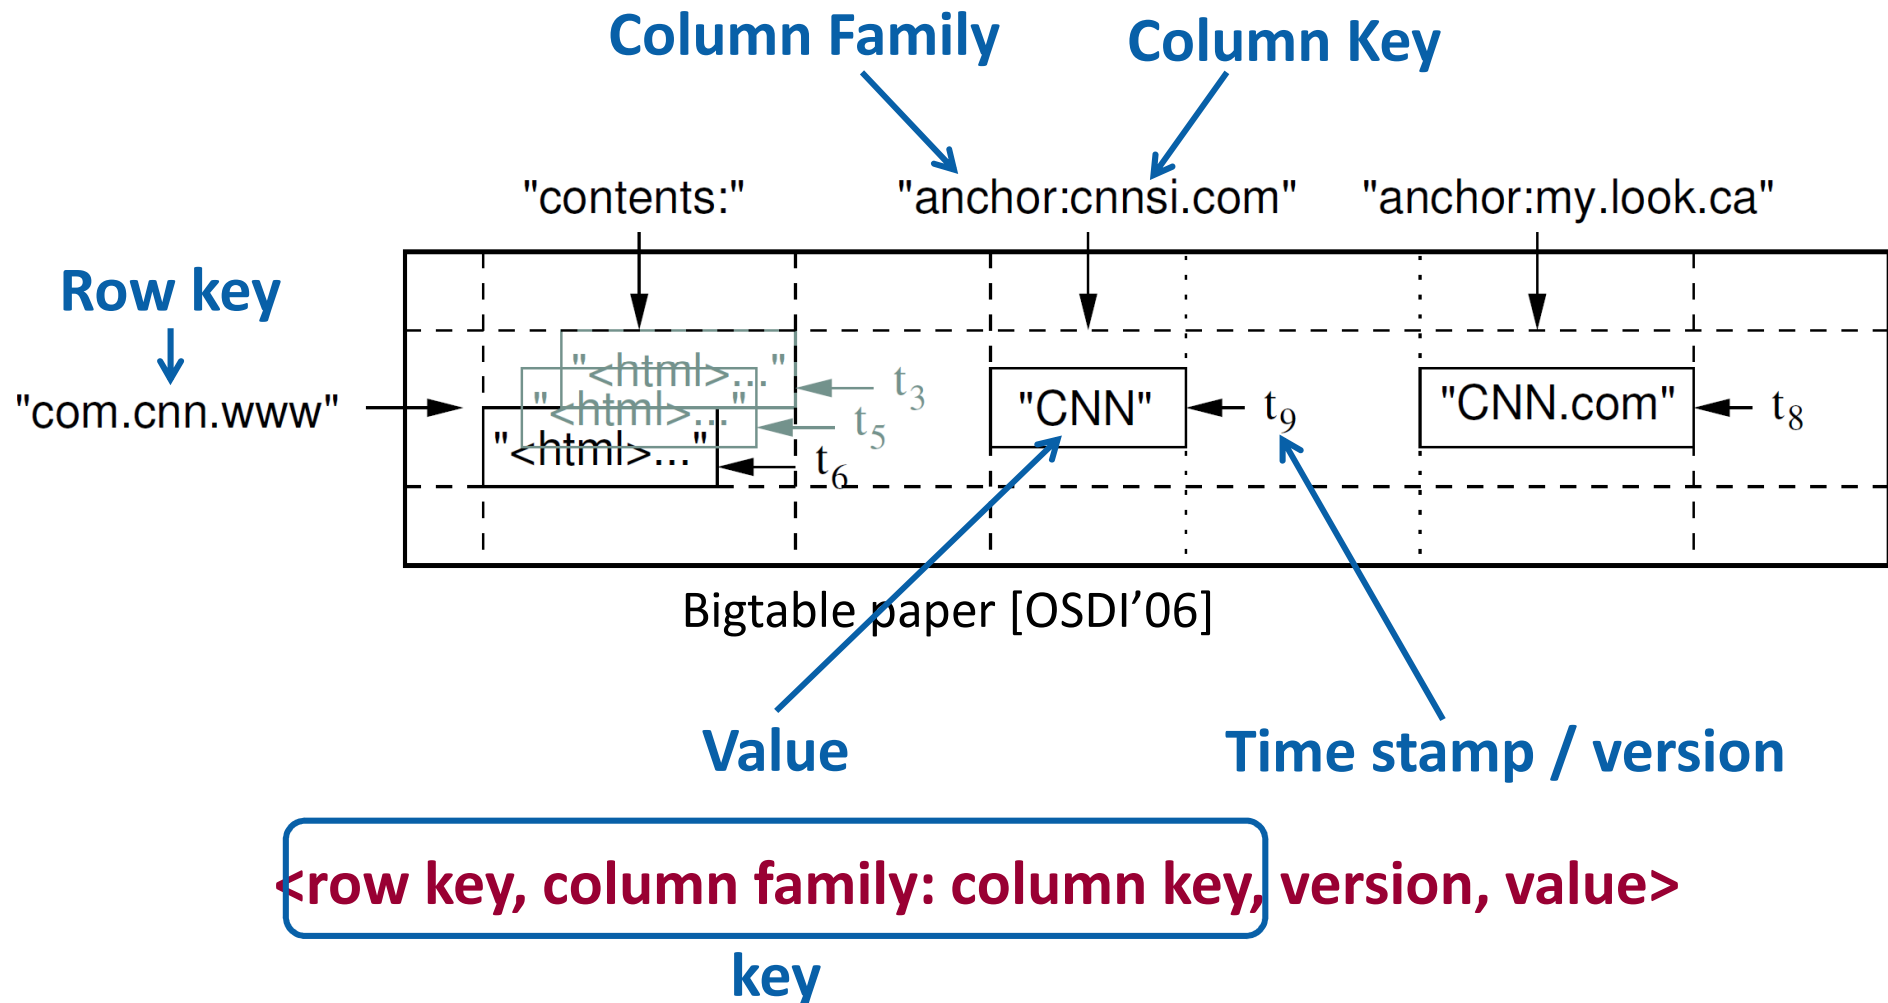 Column Family
Column Key
"contents:"
"anchor:cnnsi.com"
"anchor:my.look.ca"
Row key
"com.cnn.www"
"<html>..."
t3
"<html>..."
t5
"<html>..."
t6
"CNN"
t9
"CNN.com"
t8
Bigtable paper [OSDI’06]
Value
Time stamp / version
<row key, column family: column key, version, value>
key